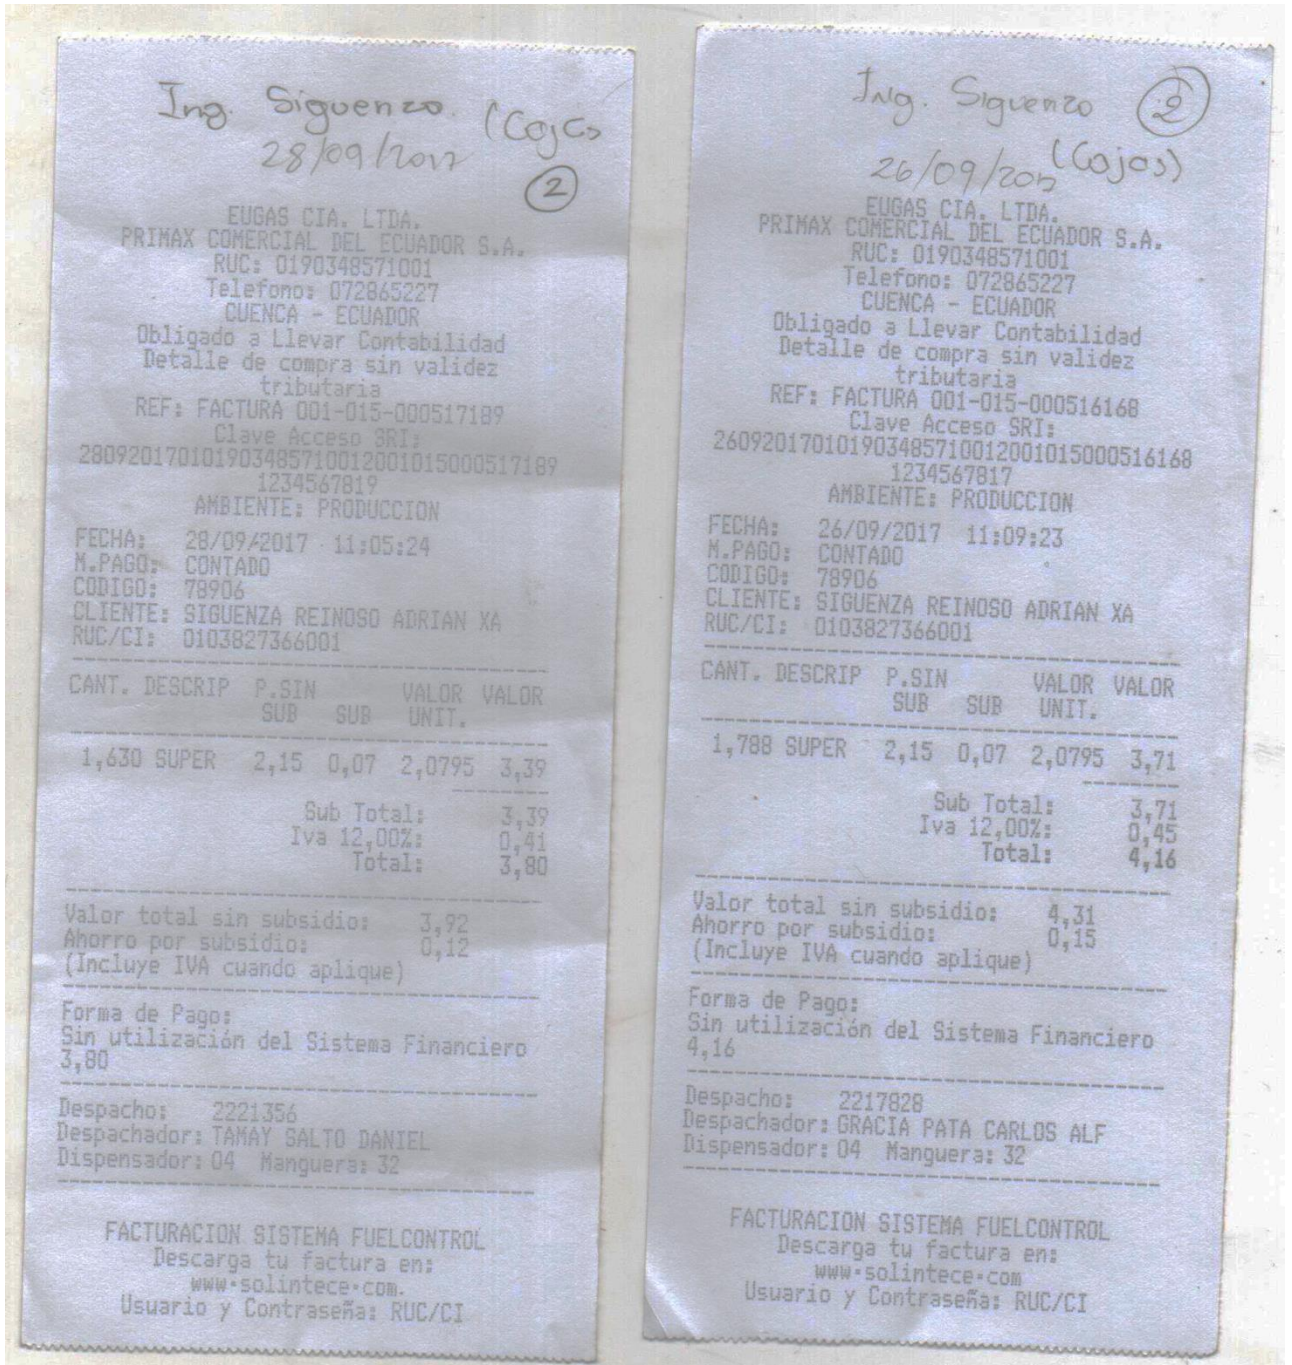 Ing. Siguenza. (Cajas
28/09/2017
2
EUGAS CIA. LTDA.
PRIMAX COMERCIAL DEL ECUADOR S.A.
RUC: 0190348571001
Telefono: 072865227
CUENCA - ECUADOR
Obligado a Llevar Contabilidad
Detalle de compra sin validez
tributaria
REF: FACTURA 001-015-000517189
Clave Acceso SRI:
28092017010190348571001200101500051 7189
1234567819
AMBIENTE: PRODUCCION
FECHA: 28/09/2017 11:05:24
M.PAGO: CONTADO
CODIGO: 78906
CLIENTE: SIGUENZA REINOSO ADRIAN XA
RUC/CI: 0103827366001
CANT. DESCRIP P.SIN VALOR VALOR
SUB SUB UNIT.
1,630 SUPER 2,15 0,07 2,0795 3,39
Sub Total: 3,39
Iva 12,00%: 0,41
Total: 3,80
Valor total sin subsidio: 3,92
Ahorro por subsidio: 0,12
(Incluye IVA cuando aplique)
Forma de Pago:
Sin utilización del Sistema Financiero
3,80
Despacho: 2221356
Despachador: TAMAY SALTO DANIEL
Dispensador: 04 Manguera: 32
FACTURACION SISTEMA FUELCONTROL
Descarga tu factura en:
www.solintece.com.
Usuario y Contraseña: RUC/CI
Ing. Siguenza 2
(Cajas)
26/09/2017
EUGAS CIA. LTDA.
PRIMAX COMERCIAL DEL ECUADOR S.A.
RUC: 0190348571001
Telefono: 072865227
CUENCA - ECUADOR
Obligado a Llevar Contabilidad
Detalle de compra sin validez
tributaria
REF: FACTURA 001-015-000516168
Clave Acceso SRI:
260920170101903485710012001015000516168
1234567817
AMBIENTE: PRODUCCION
FECHA: 26/09/2017 11:09:23
M.PAGO: CONTADO
CODIGO: 78906
CLIENTE: SIGUENZA REINOSO ADRIAN XA
RUC/CI: 0103827366001
CANT. DESCRIP P.SIN VALOR VALOR
SUB SUB UNIT.
1,788 SUPER 2,15 0,07 2,0795 3,71
Sub Total: 3,71
Iva 12,00%: 0,45
Total: 4,16
Valor total sin subsidio: 4,31
Ahorro por subsidio: 0,15
(Incluye IVA cuando aplique)
Forma de Pago:
Sin utilización del Sistema Financiero
4,16
Despacho: 2217828
Despachador: GRACIA PATA CARLOS ALF
Dispensador: 04 Manguera: 32
FACTURACION SISTEMA FUELCONTROL
Descarga tu factura en:
www.solintece.com
Usuario y Contraseña: RUC/CI